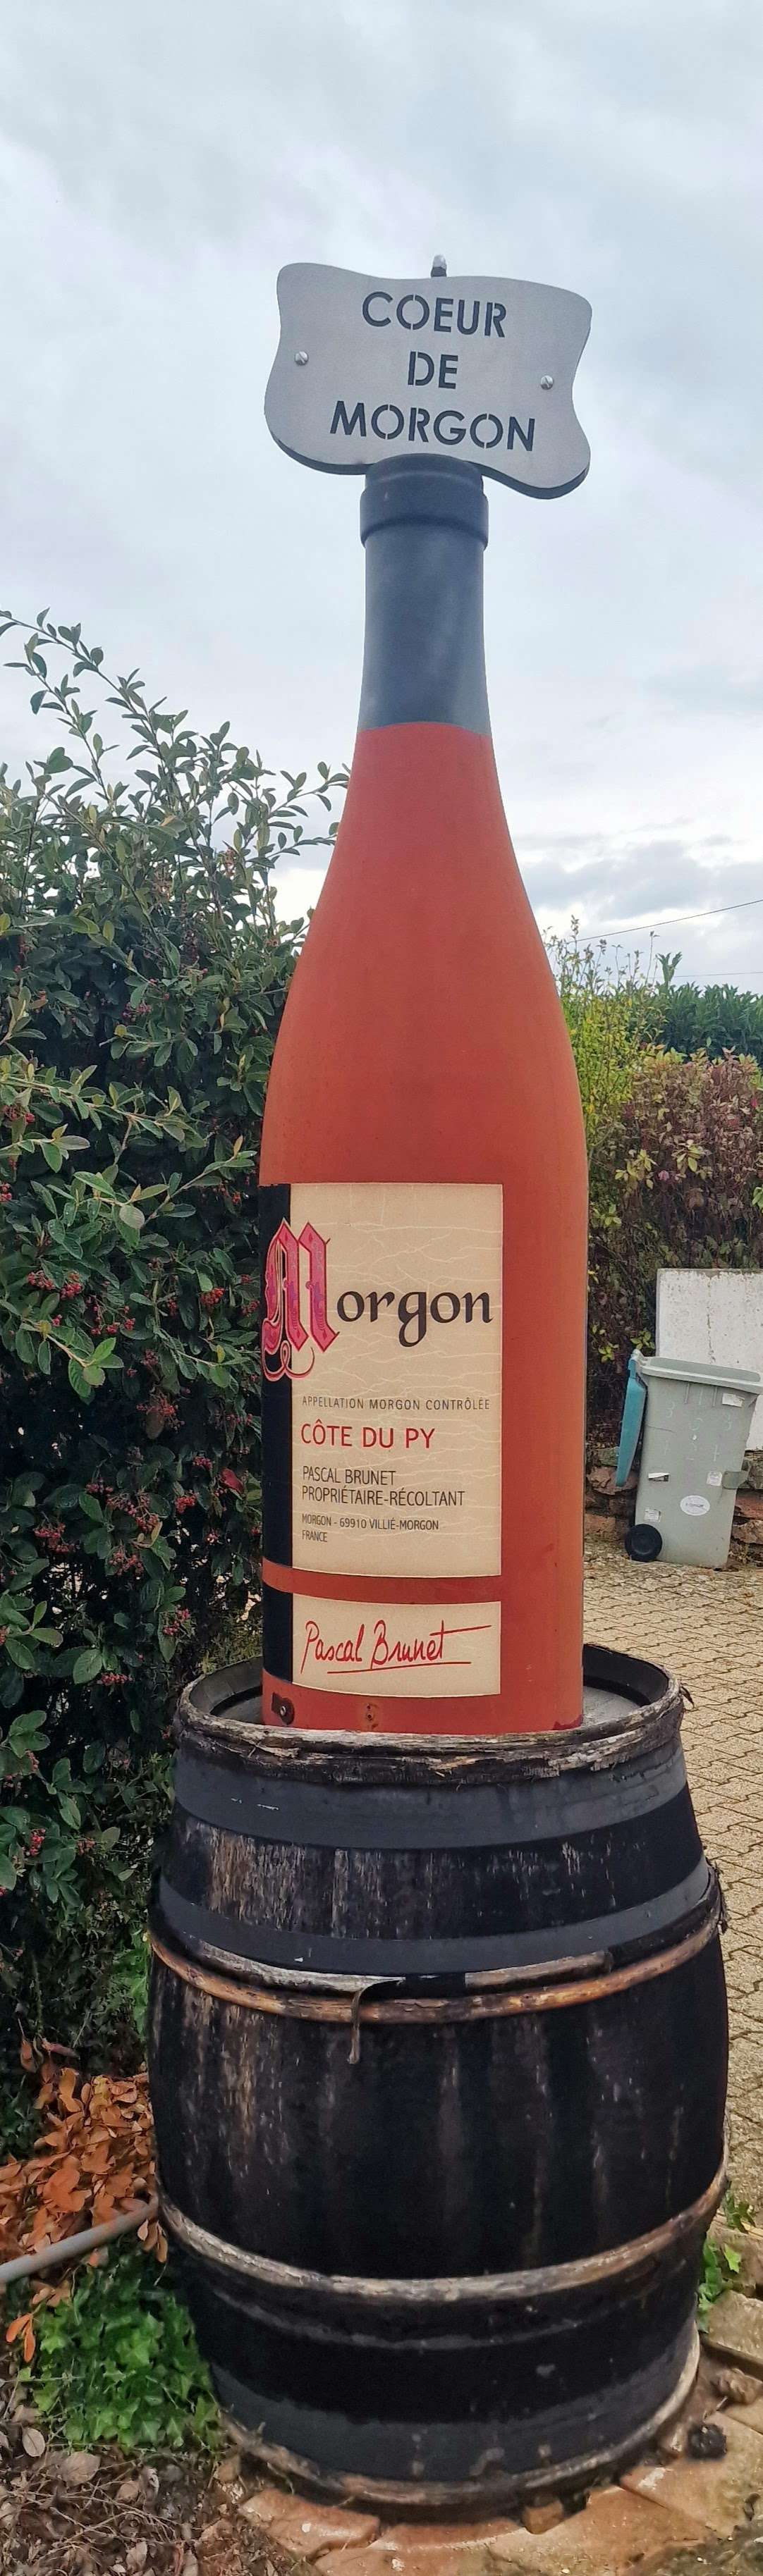 COEUR
DE
MORGON
Morgon
APPELLATION MORGON CONTRÔLÉE
CÔTE DU PY
PASCAL BRUNET
PROPRIÉTAIRE-RÉCOLTANT
MORGON - 69910 VILLIÉ-MORGON
FRANCE
Pascal Brunet